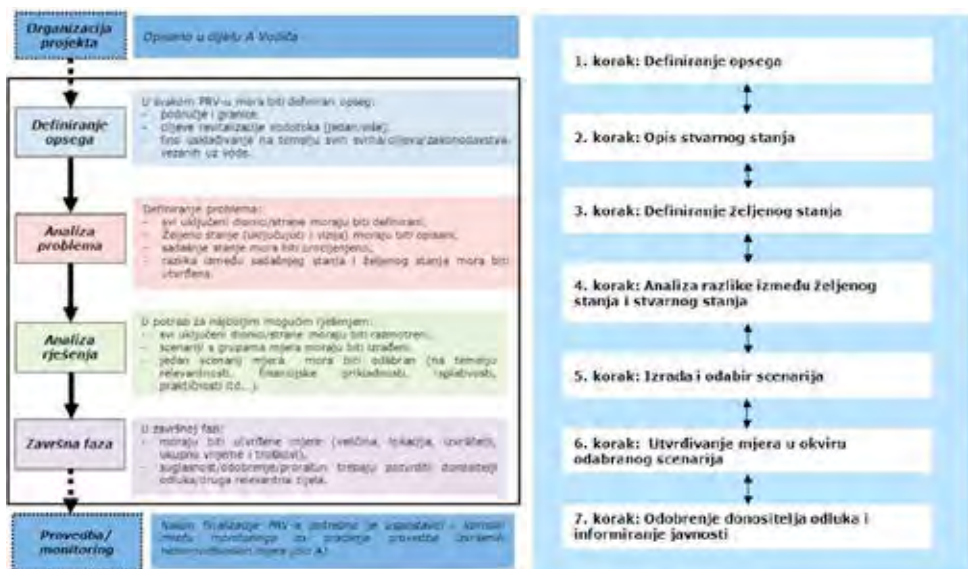 Organizacija
projekta
Opisano u dijelu A Vodiča
Definiranje
opsega
U svakom PRV-u mora biti definiran opseg:
- područje i granice,
- ciljeve revitalizacije vodotoka (jedan/više),
- fino usklađivanje na temelju svih svrha/ciljeva/zakonodavstva
vezanih uz vode.
Analiza
problema
Definiranje problema:
- svi uključeni dionici/strane moraju biti definirani,
- željeno stanje (uključujući i vizija) moraju biti opisani,
- sadašnje stanje mora biti procijenjeno,
- razlika između sadašnjeg stanja i željenog stanja mora biti
utvrđena.
Analiza
rješenja
U potrazi za najboljim mogućim rješenjem:
- svi uključeni dionici/strane moraju biti razmotreni,
- scenariji s grupama mjera moraju biti izrađeni,
- jedan scenarij mjera mora biti odabran (na temelju
relevantnosti, financijske prikladnosti, isplativosti,
praktičnosti itd...).
Završna faza
U završnoj fazi:
- moraju biti utvrđene mjere (veličina, lokacija, izvršitelj,
ukupno vrijeme i troškovi),
- suglasnost/odobrenje/proračun trebaju potvrditi donositelji
odluka/druga relevantna tijela.
Provedba/
monitoring
Nakon finalizacije PRV-a potrebno je uspostaviti i koristiti
mrežu monitoringa za praćenje provedbe
mjera (dio A)
1. korak: Definiranje opsega
2. korak: Opis stvarnog stanja
3. korak: Definiranje željenog stanja
4. korak: Analiza razlike između željenog
stanja i stvarnog stanja
5. korak: Izrada i odabir scenarija
6. korak: Utvrđivanje mjera u okviru
odabranog scenarija
7. korak: Odobrenje donositelja odluka i
informiranje javnosti